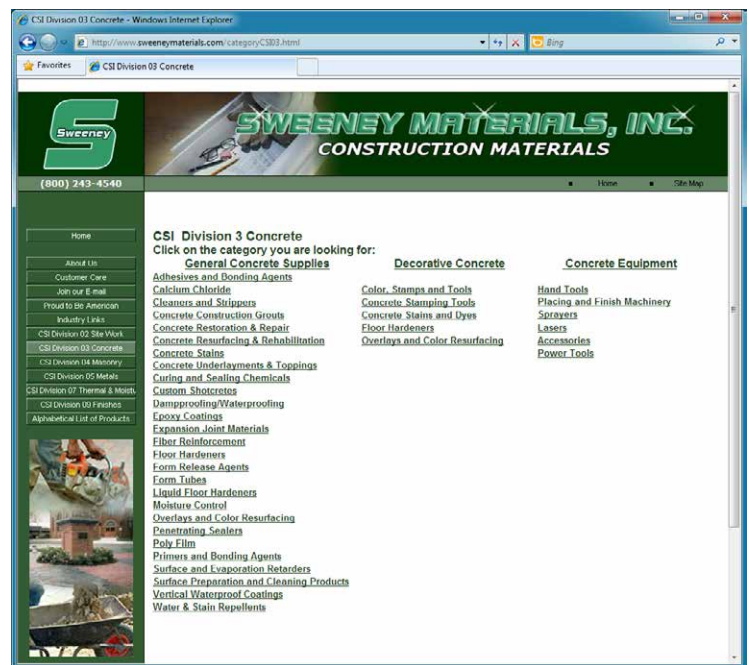 CSI Division 03 Concrete - Windows Internet Explorer
http://www.sweeneymaterials.com/categoryCSI03.html
Bing
Favorites
CSI Division 03 Concrete
Sweeney
SWEENEY MATERIALS, INC.
CONSTRUCTION MATERIALS
(800) 243-4540
Home
Site Map
Home
About Us
Customer Care
Join our E-mail
Proud to Be American
Industry Links
CSI Division 02 Site Work
CSI Division 03 Concrete
CSI Division 04 Masonry
CSI Division 05 Metals
CSI Division 07 Thermal & Moistu
CSI Division 09 Finishes
Alphabetical List of Products
CSI Division 3 Concrete
Click on the category you are looking for:
General Concrete Supplies
Adhesives and Bonding Agents
Calcium Chloride
Cleaners and Strippers
Concrete Construction Grouts
Concrete Restoration & Repair
Concrete Resurfacing & Rehabilitation
Concrete Stains
Concrete Underlayments & Toppings
Curing and Sealing Chemicals
Custom Shotcretes
Dampproofing/Waterproofing
Epoxy Coatings
Expansion Joint Materials
Fiber Reinforcement
Floor Hardeners
Form Release Agents
Form Tubes
Liquid Floor Hardeners
Moisture Control
Overlays and Color Resurfacing
Penetrating Sealers
Poly Film
Primers and Bonding Agents
Surface and Evaporation Retarders
Surface Preparation and Cleaning Products
Vertical Waterproof Coatings
Water & Stain Repellents
Decorative Concrete
Color, Stamps and Tools
Concrete Stamping Tools
Concrete Stains and Dyes
Floor Hardeners
Overlays and Color Resurfacing
Concrete Equipment
Hand Tools
Placing and Finish Machinery
Sprayers
Lasers
Accessories
Power Tools